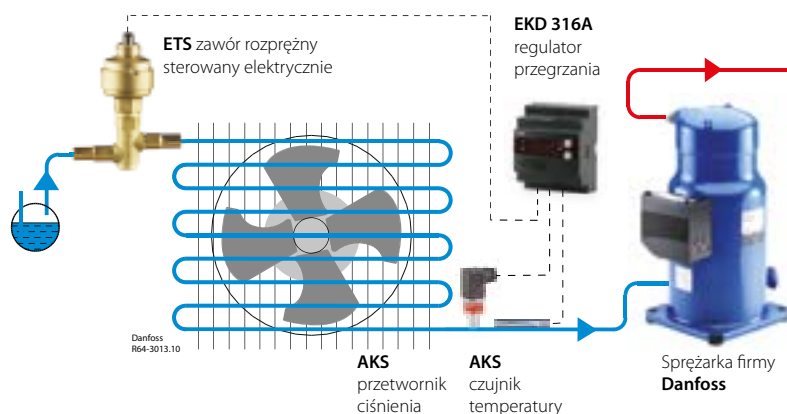 ETS zawór rozprężny
sterowany elektrycznie
EKD 316A
regulator
przegrzania
Danfoss
R64-3013.10
AKS
przetwornik
ciśnienia
AKS
czujnik
temperatury
Sprężarka firmy
Danfoss